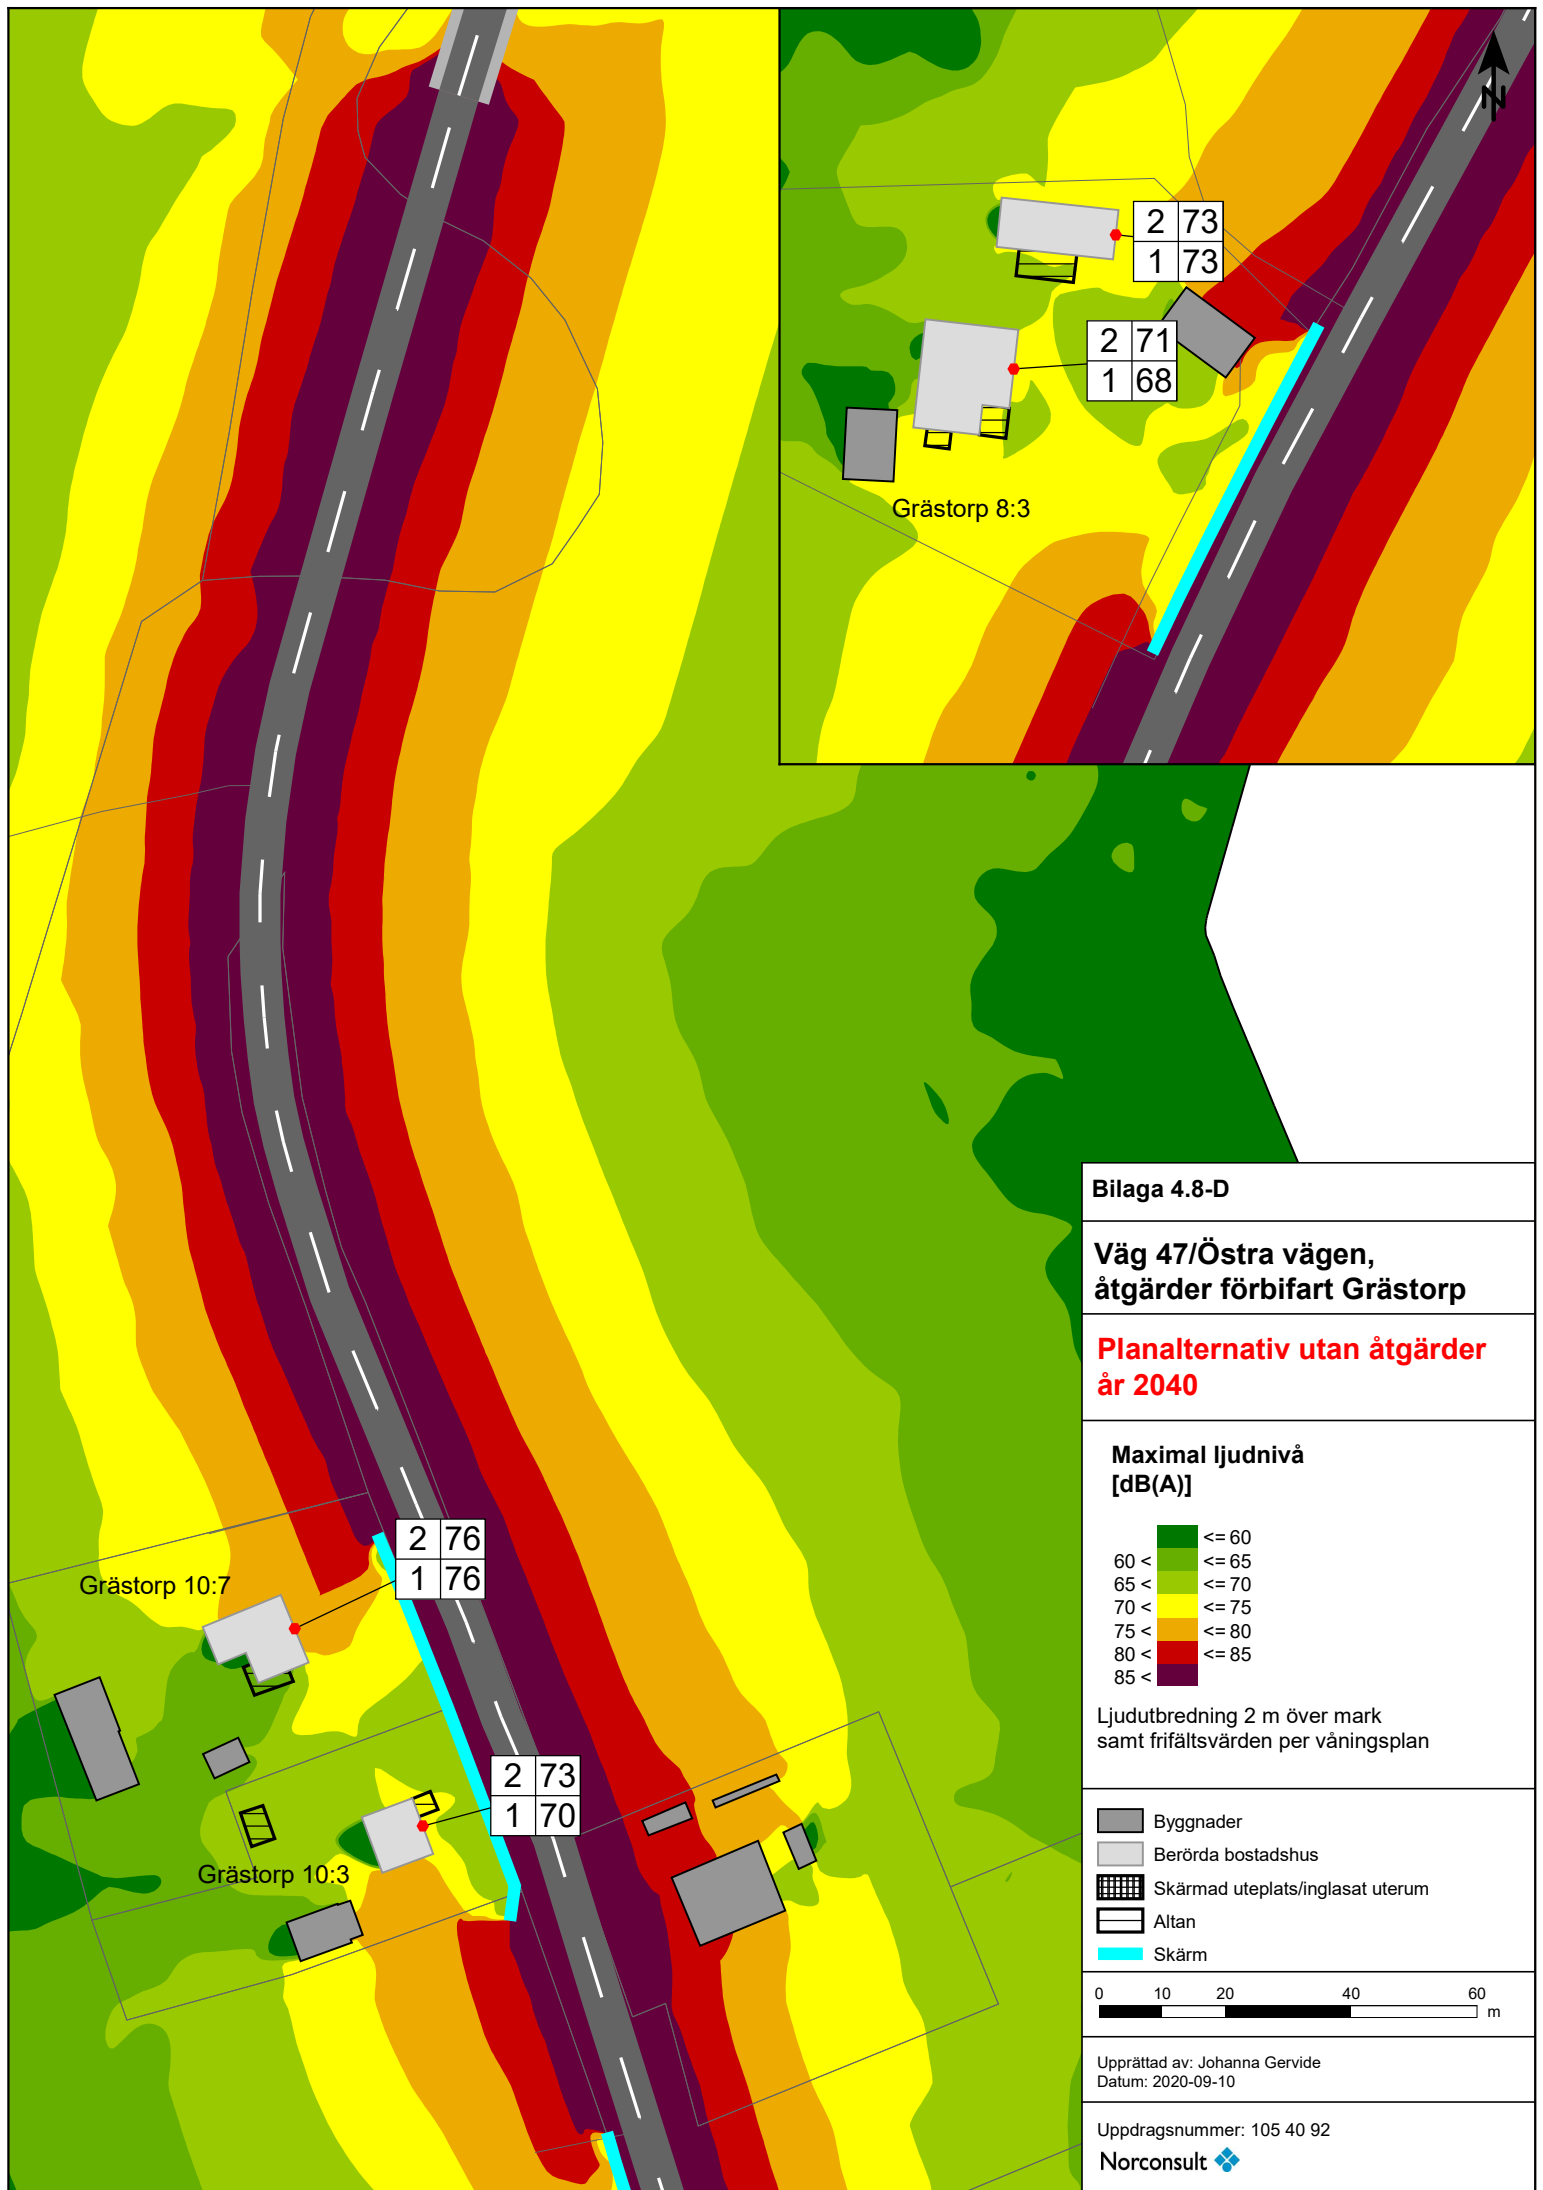 N
2 73
1 73
2 71
1 68
Grästorp 8:3
Bilaga 4.8-D
Väg 47/Östra vägen,
åtgärder förbifart Grästorp
Planalternativ utan åtgärder
år 2040
Maximal ljudnivå
[dB(A)]
<= 60
60 < <= 65
65 < <= 70
70 < <= 75
75 < <= 80
80 < <= 85
85 <
Ljudutbredning 2 m över mark
samt frifältsvärden per våningsplan
2 76
1 76
Grästorp 10:7
2 73
1 70
Grästorp 10:3
Byggnader
Berörda bostadshus
Skärmad uteplats/inglasat uterum
Altan
Skärm
0 10 20 40 60
m
Upprättad av: Johanna Gervide
Datum: 2020-09-10
Uppdragsnummer: 105 40 92
Norconsult